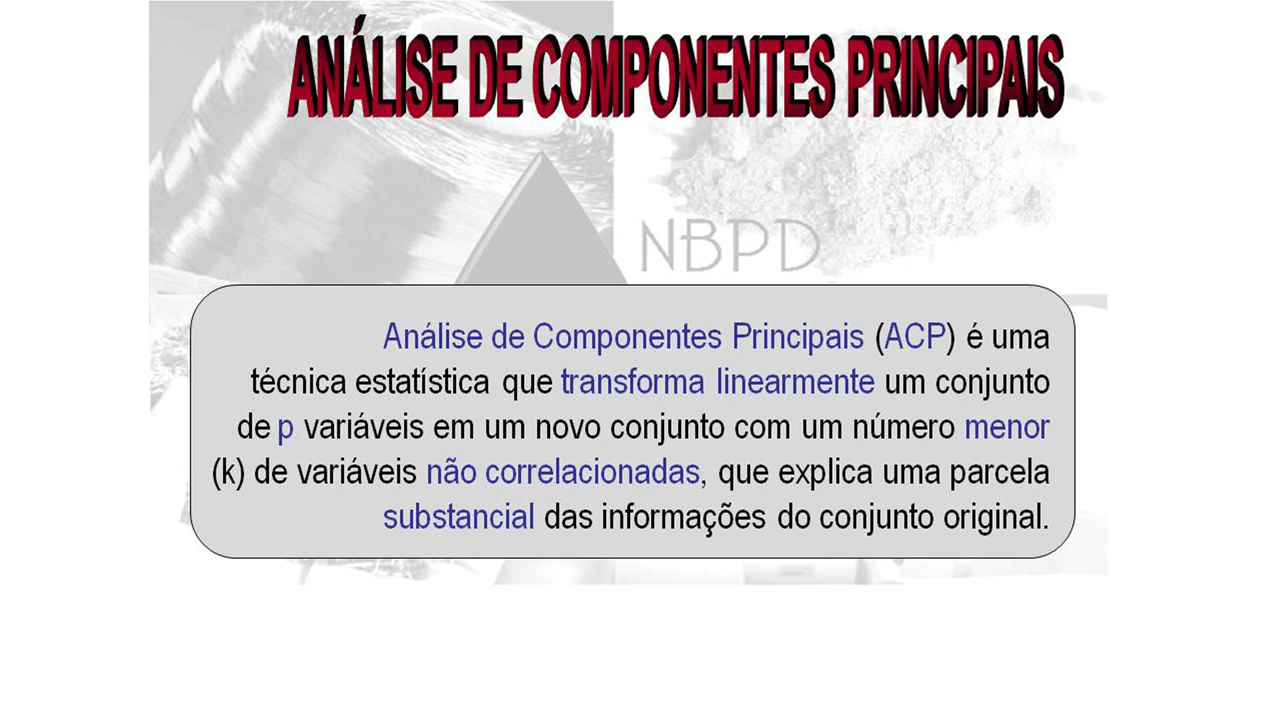 ANÁLISE DE COMPONENTES PRINCIPAIS
NBPD
Análise de Componentes Principais (ACP) é uma
técnica estatística que transforma linearmente um conjunto
de p variáveis em um novo conjunto com um número menor
(k) de variáveis não correlacionadas, que explica uma parcela
substancial das informações do conjunto original.